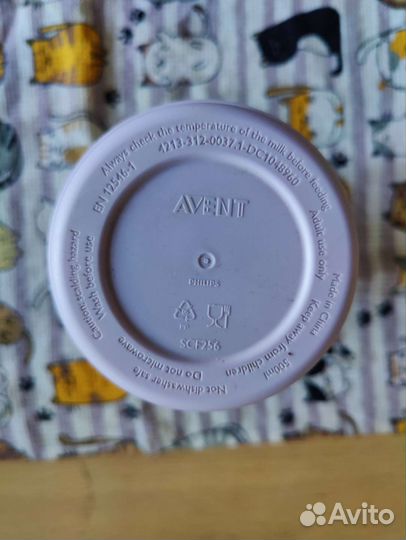 Always check the temperature of the milk before feeding
4213-312-0037.1-DC1048960
EN 12546-1
Adult use only
Made in China
Keep away from children
500ml
Not dishwasher safe
Do not microwave
Caution: scalding hazard
Wash before use
AVENT
PHILIPS
PP
SCF256
Avito